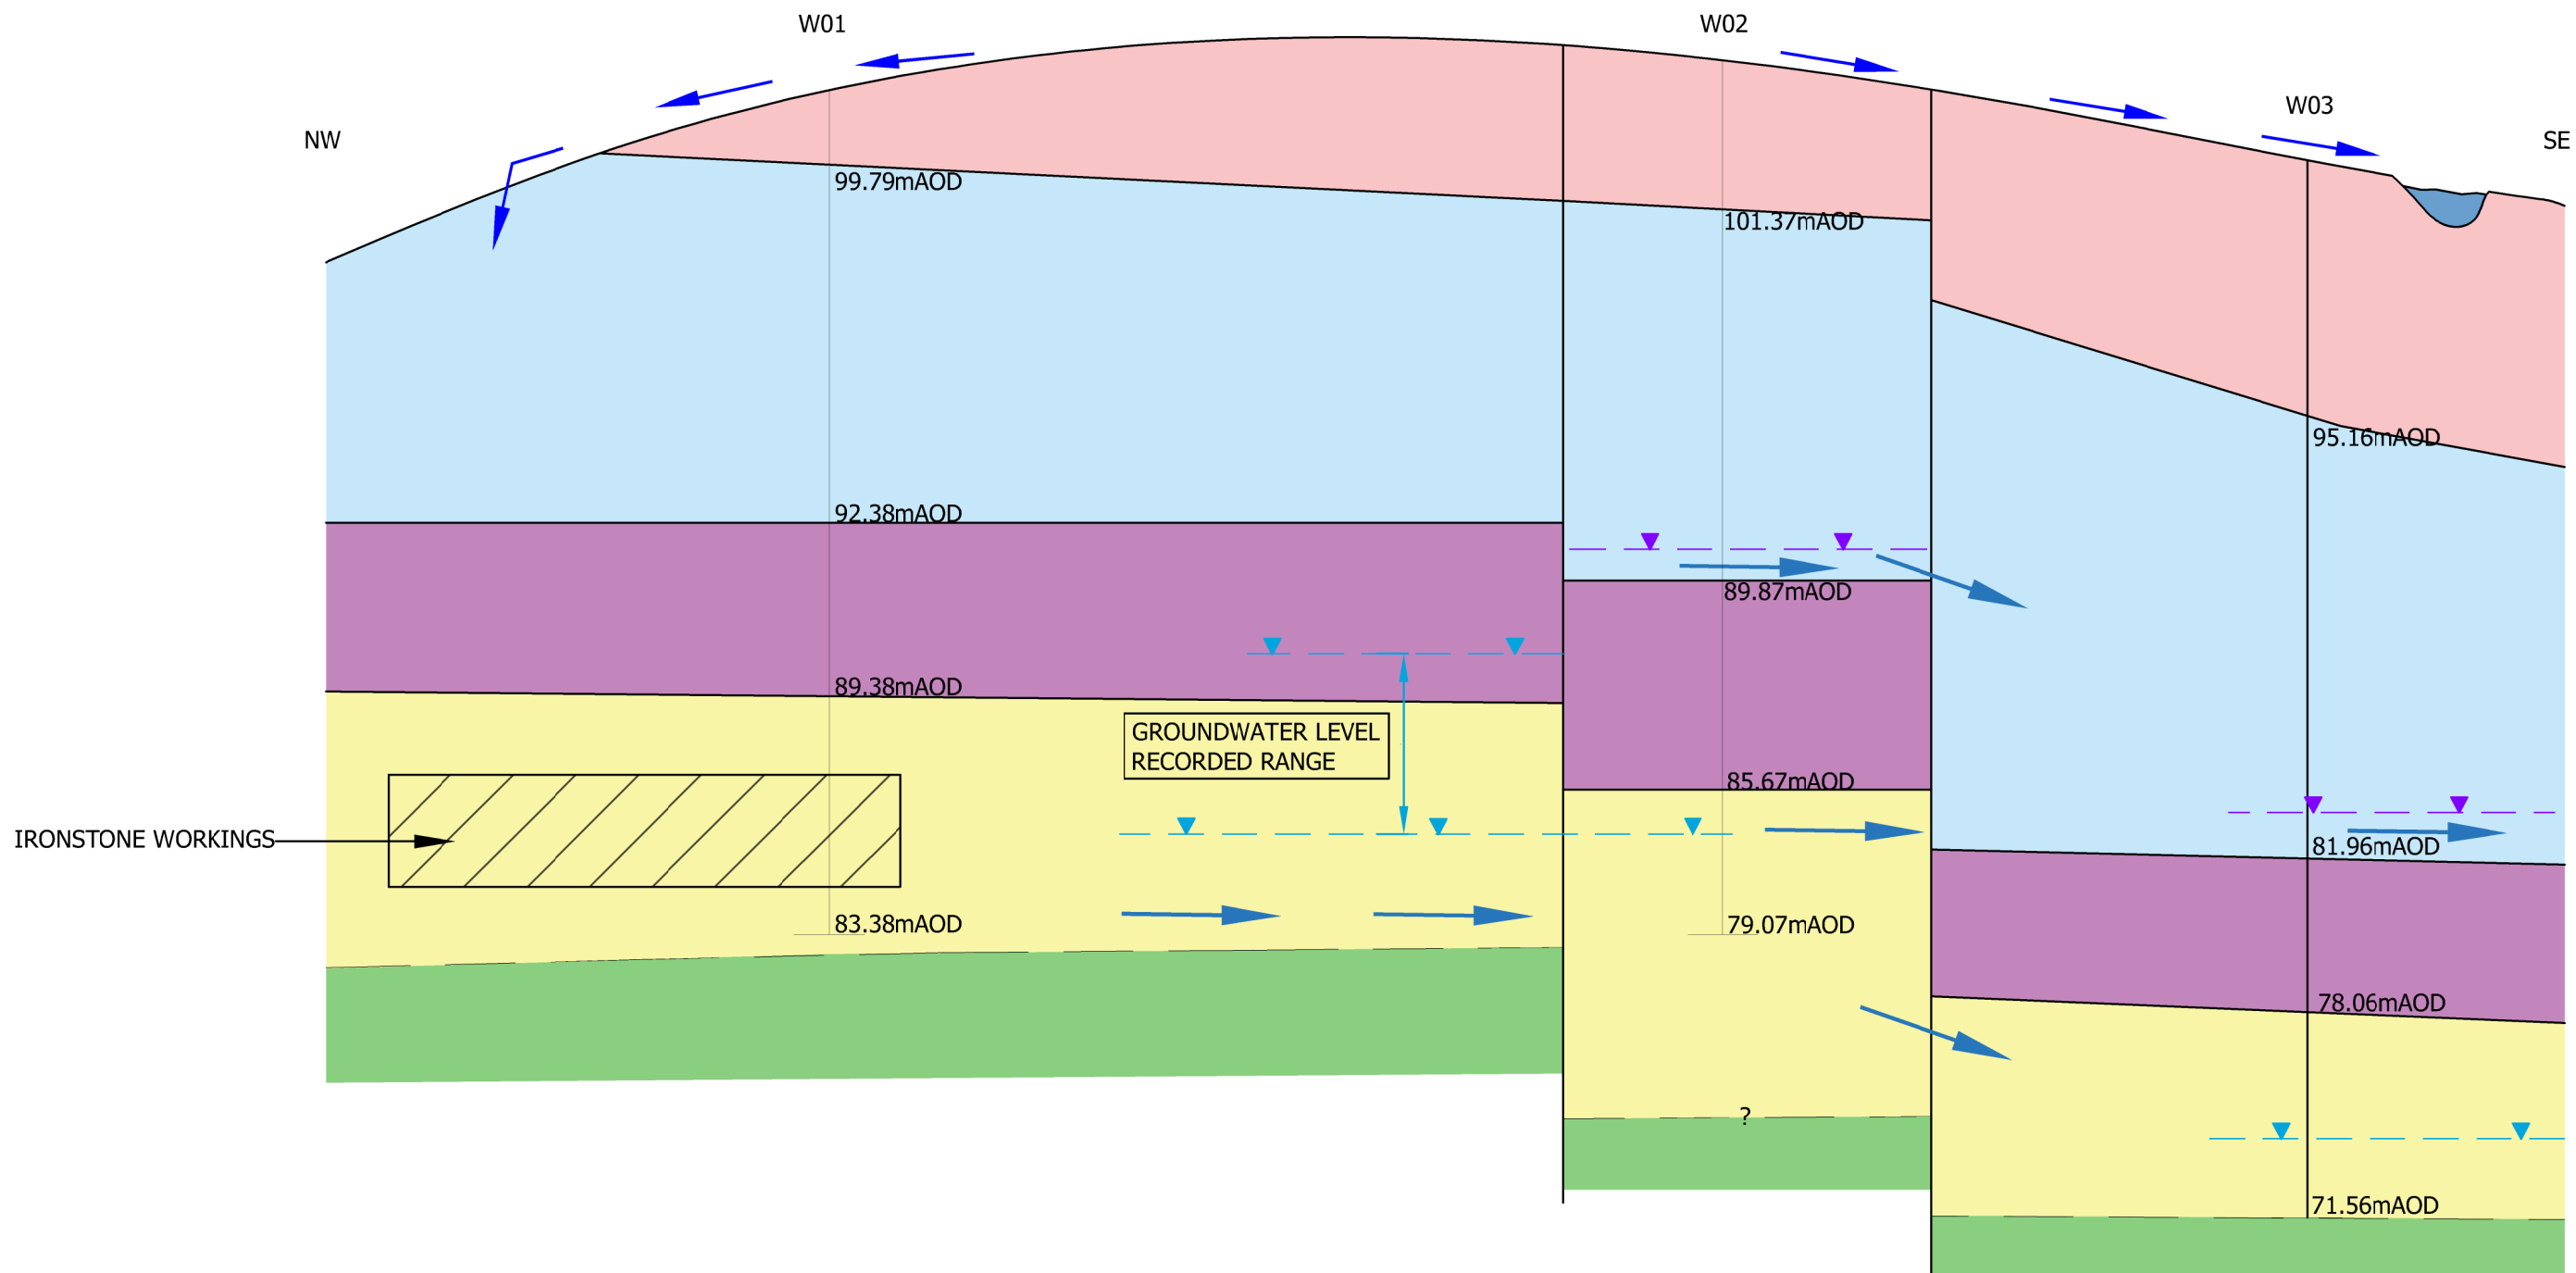 W01
W02
W03
NW
SE
99.79mAOD
101.37mAOD
95.16mAOD
92.38mAOD
89.87mAOD
89.38mAOD
GROUNDWATER LEVEL
RECORDED RANGE
85.67mAOD
IRONSTONE WORKINGS
81.96mAOD
83.38mAOD
79.07mAOD
78.06mAOD
?
71.56mAOD